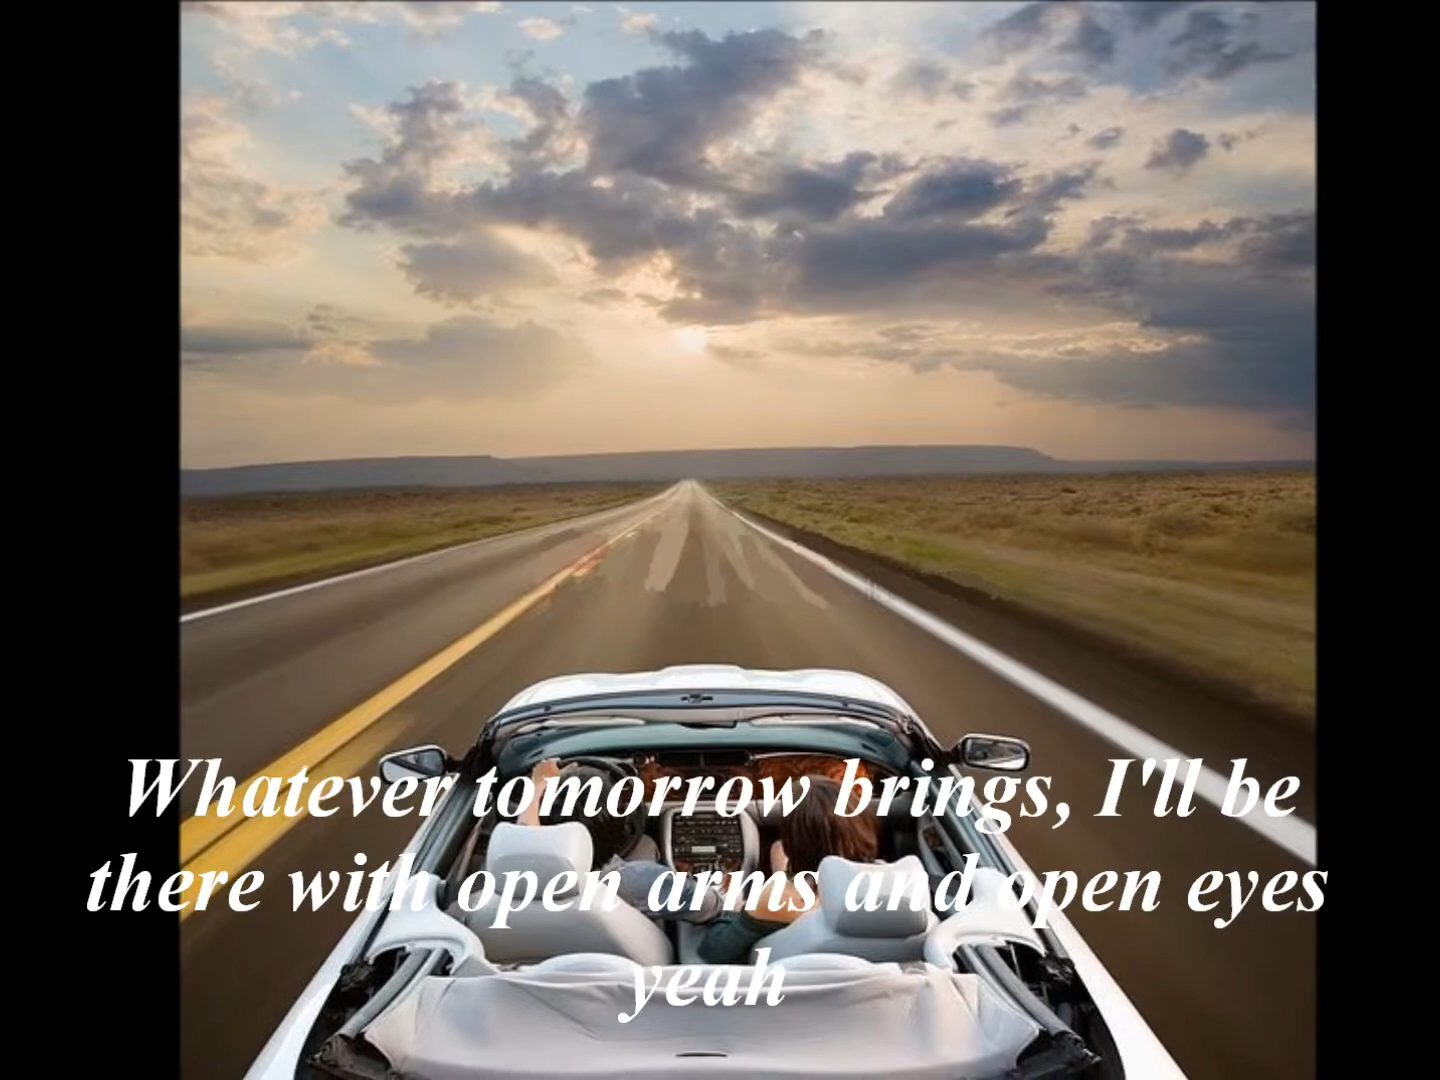 Whatever tomorrow brings, I'll be
there with open arms and open eyes
yeah